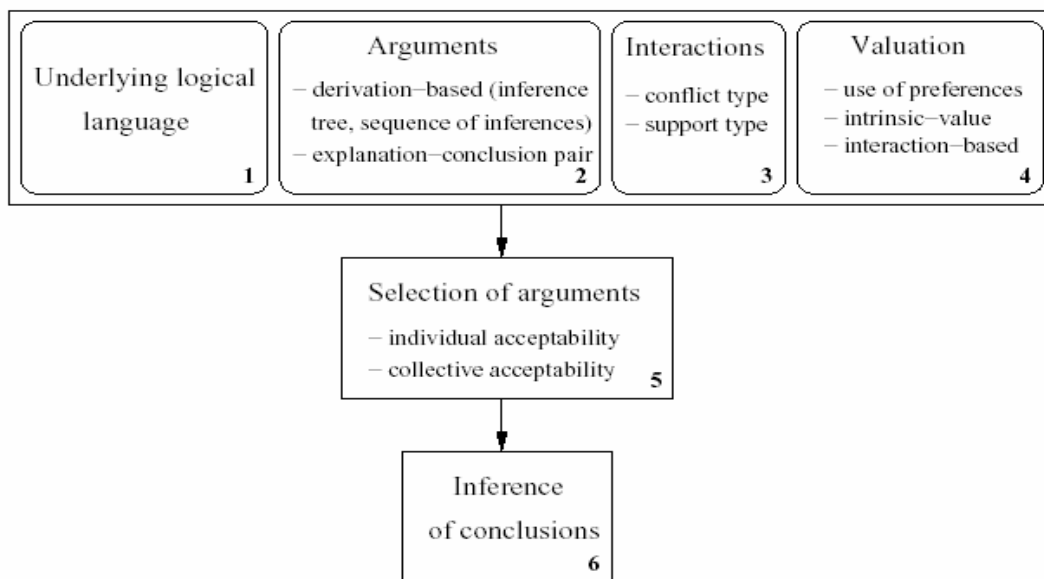 Underlying logical
language
1
Arguments
– derivation–based (inference
tree, sequence of inferences)
– explanation–conclusion pair
2
Interactions
– conflict type
– support type
3
Valuation
– use of preferences
– intrinsic–value
– interaction–based
4
Selection of arguments
– individual acceptability
– collective acceptability
5
Inference
of conclusions
6